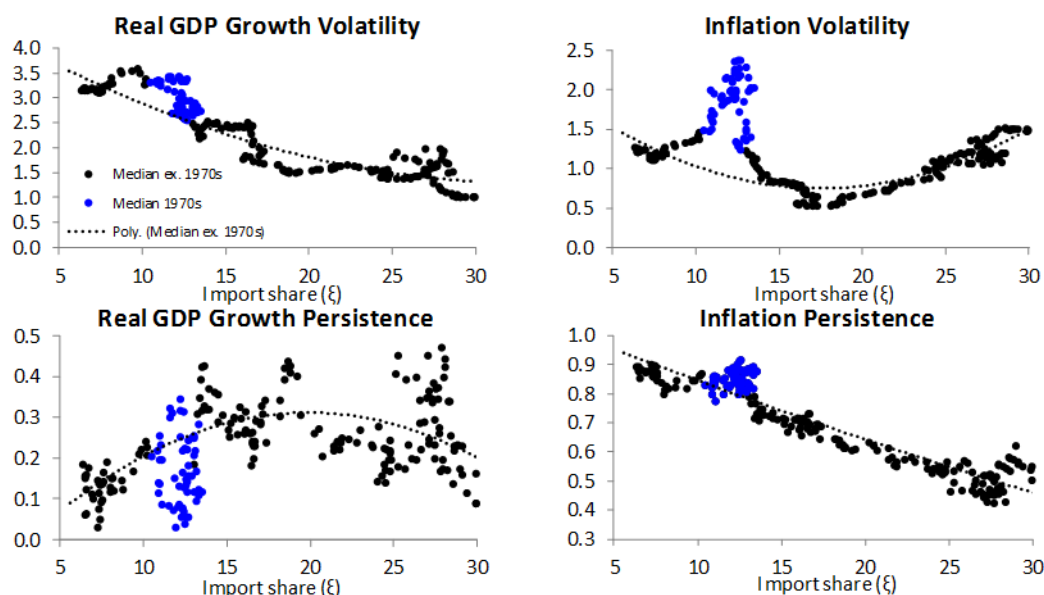 Real GDP Growth Volatility
4.0
3.5
3.0
2.5
2.0
1.5
1.0
0.5
0.0
Median ex. 1970s
Median 1970s
Poly. (Median ex. 1970s)
5 10 15 20 25 30
Import share (ξ)
Inflation Volatility
2.5
2.0
1.5
1.0
0.5
0.0
5 10 15 20 25 30
Import share (ξ)
Real GDP Growth Persistence
0.5
0.4
0.3
0.2
0.1
0.0
5 10 15 20 25 30
Import share (ξ)
Inflation Persistence
1.0
0.9
0.8
0.7
0.6
0.5
0.4
0.3
5 10 15 20 25 30
Import share (ξ)